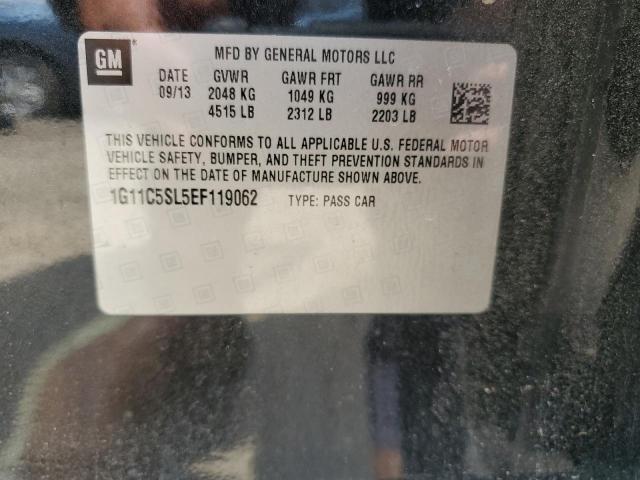 GM
MFD BY GENERAL MOTORS LLC
DATE GVWR GAWR FRT GAWR RR
09/13 2048 KG 1049 KG 999 KG
4515 LB 2312 LB 2203 LB
THIS VEHICLE CONFORMS TO ALL APPLICABLE U.S. FEDERAL MOTOR
VEHICLE SAFETY, BUMPER, AND THEFT PREVENTION STANDARDS IN
EFFECT ON THE DATE OF MANUFACTURE SHOWN ABOVE.
1G11C5SL5EF119062 TYPE: PASS CAR